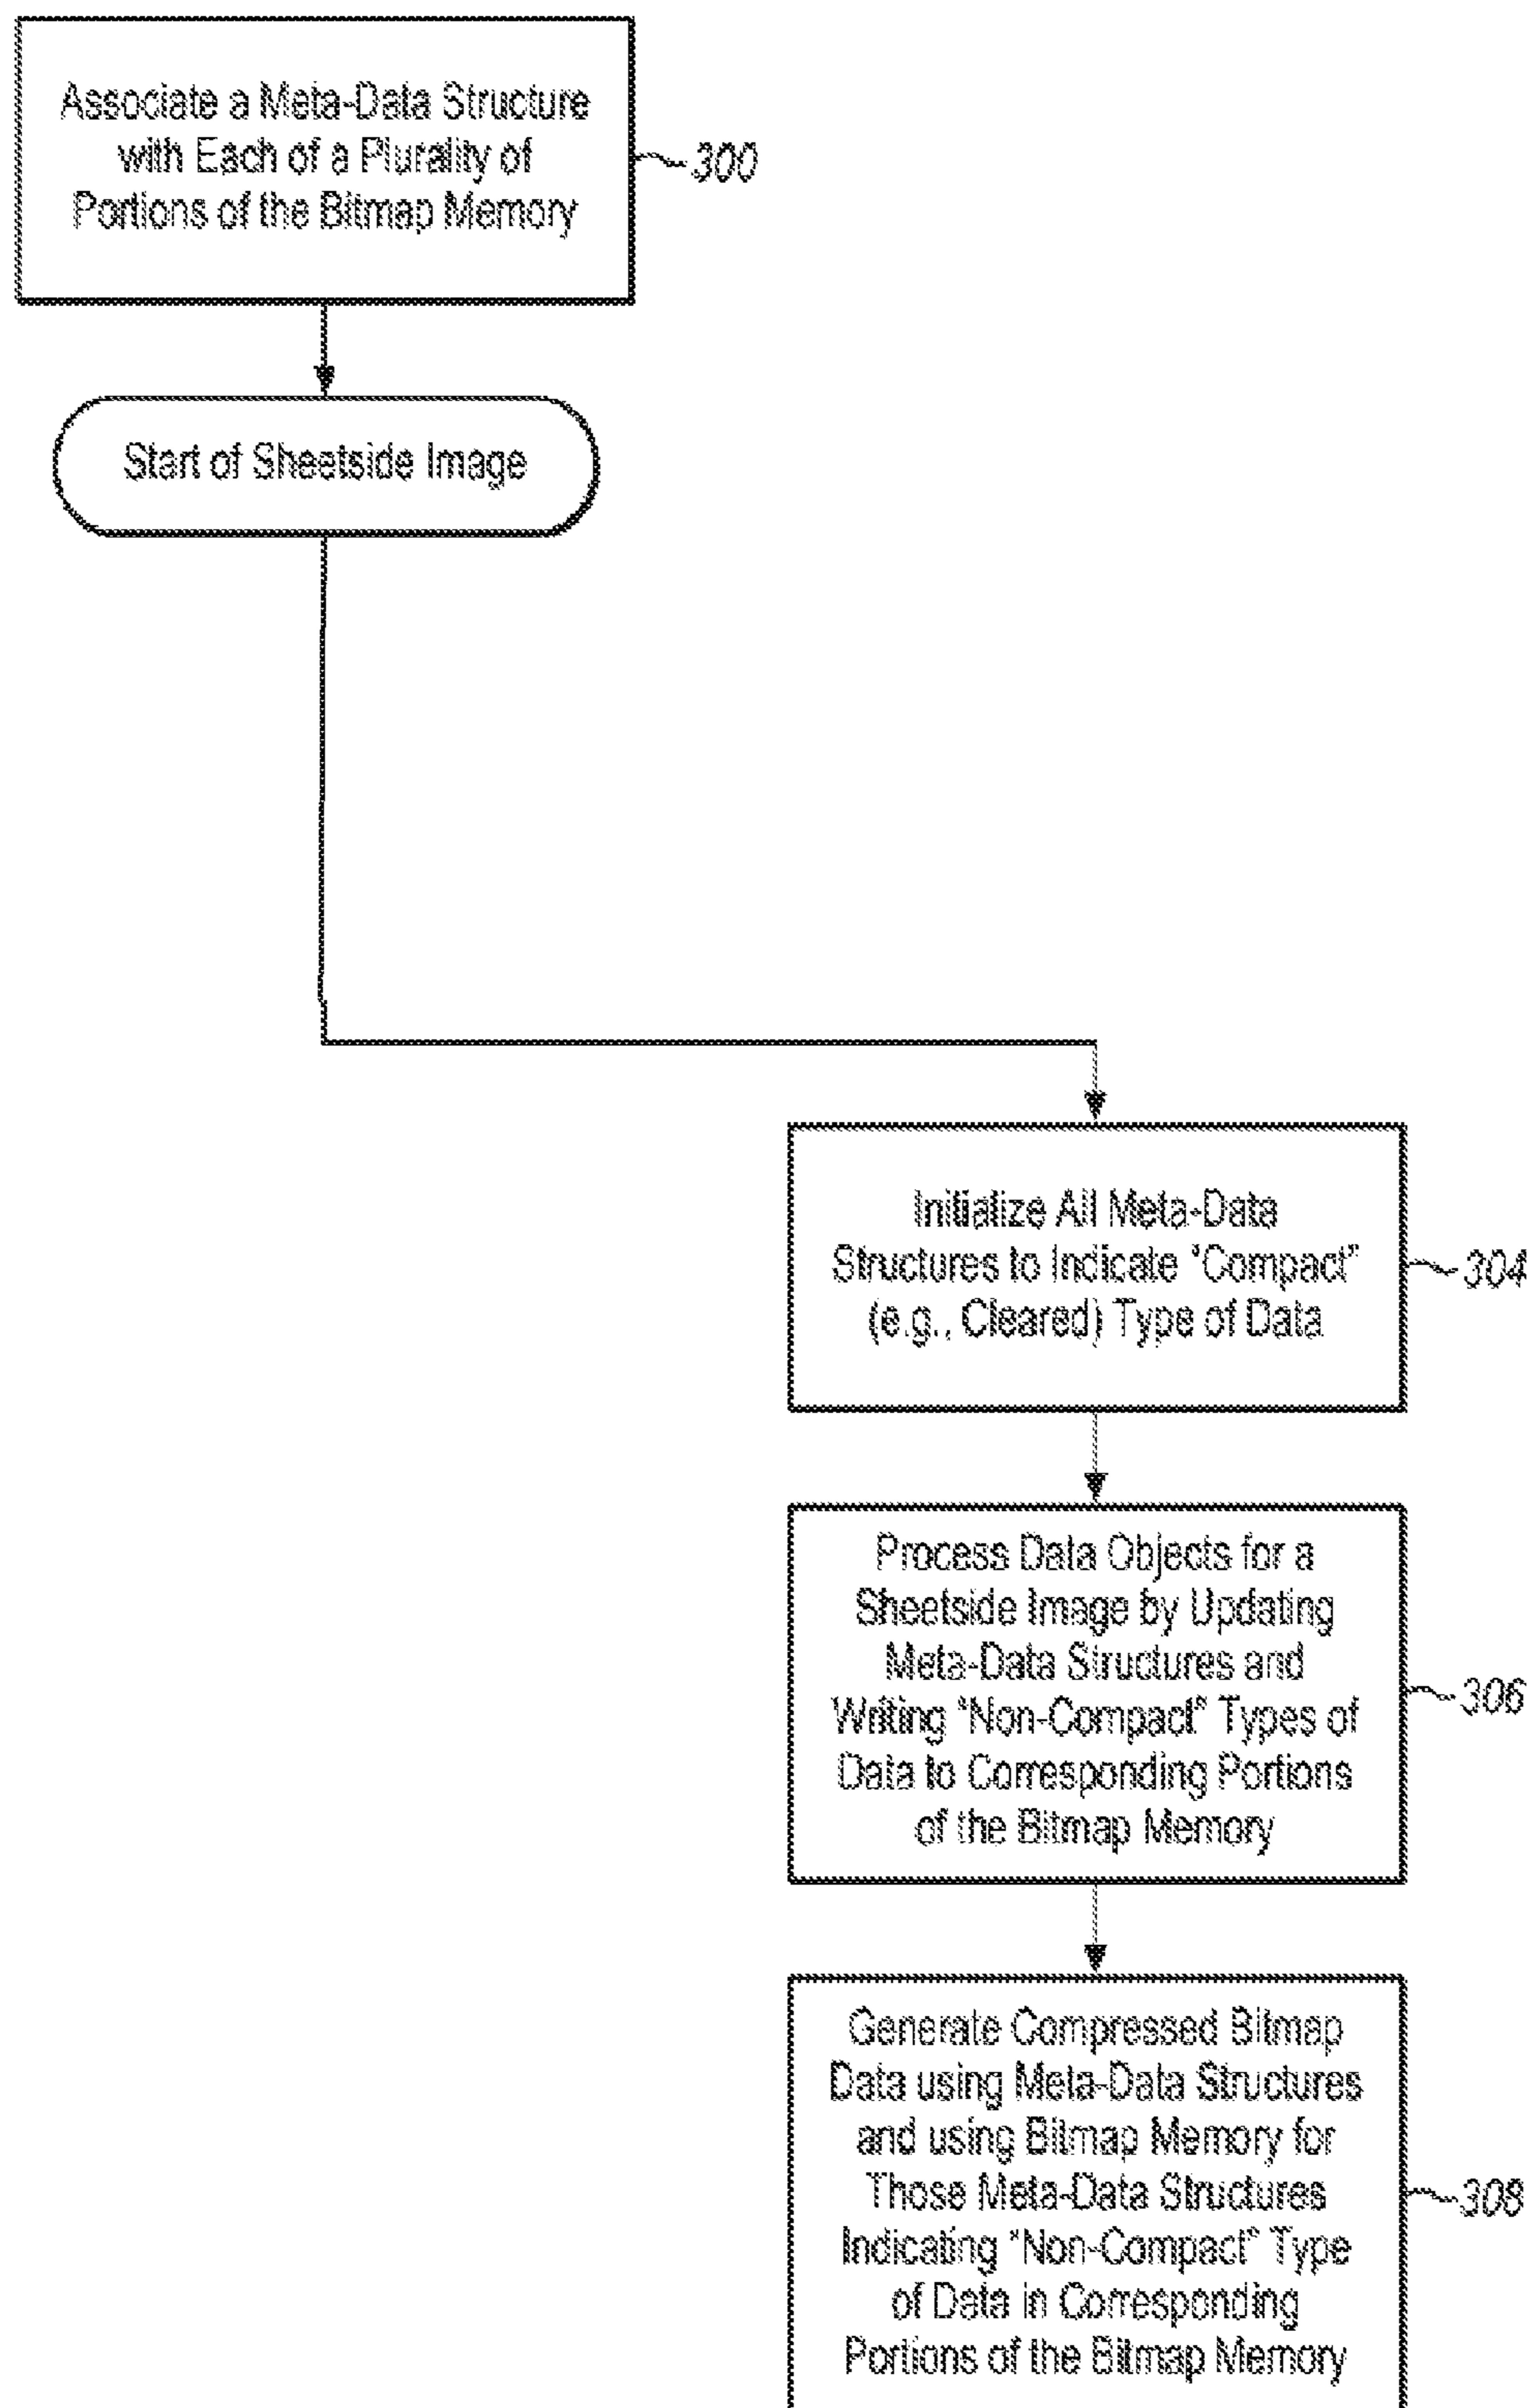 Associate a Meta-Data Structure
with Each of a Plurality of
Portions of the Bitmap Memory
300
Start of Sheetside Image
Initialize All Meta-Data
Structures to Indicate "Compact"
(e.g., Cleared) Type of Data
304
Process Data Objects for a
Sheetside Image by Updating
Meta-Data Structures and
Writing "Non-Compact" Types of
Data to Corresponding Portions
of the Bitmap Memory
306
Generate Compressed Bitmap
Data using Meta-Data Structures
and using Bitmap Memory for
Those Meta-Data Structures
Indicating "Non-Compact" Type
of Data in Corresponding
Portions of the Bitmap Memory
308